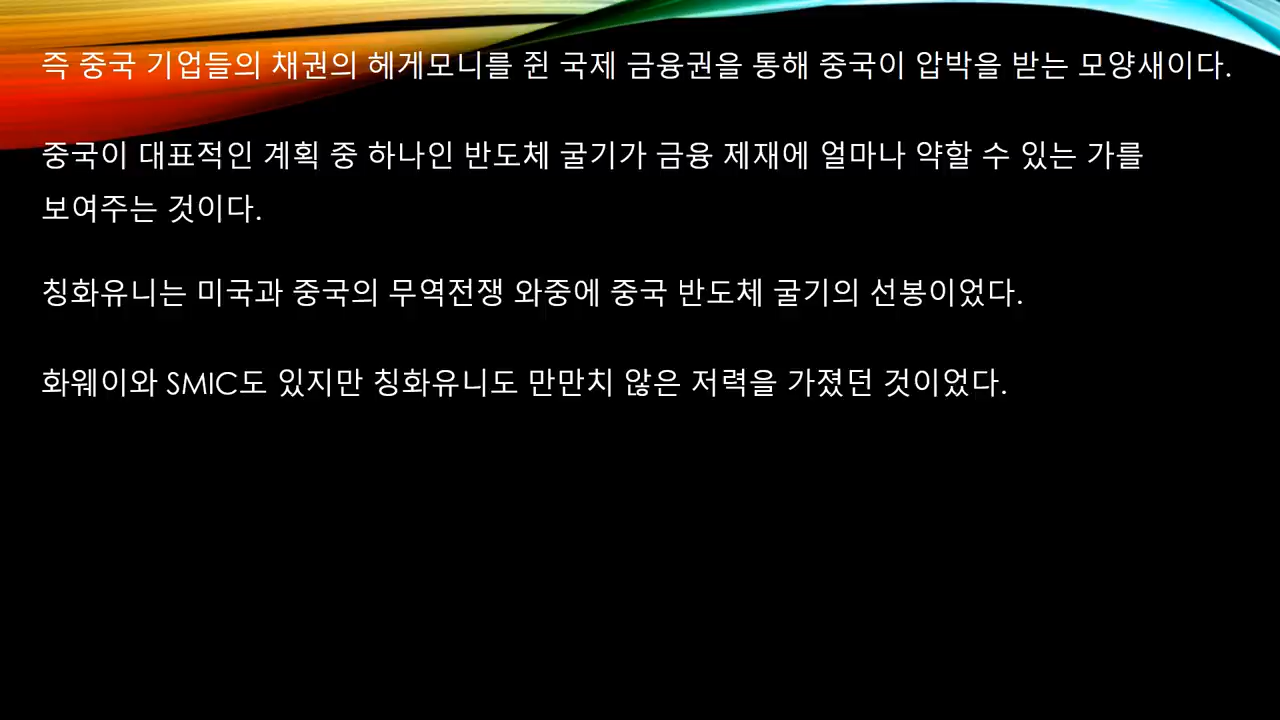 즉 중국 기업들의 채권의 헤게모니를 쥔 국제 금융권을 통해 중국이 압박을 받는 모양새이다.
중국이 대표적인 계획 중 하나인 반도체 굴기가 금융 제재에 얼마나 약할 수 있는 가를
보여주는 것이다.
칭화유니는 미국과 중국의 무역전쟁 와중에 중국 반도체 굴기의 선봉이었다.
화웨이와 SMIC도 있지만 칭화유니도 만만치 않은 저력을 가졌던 것이었다.